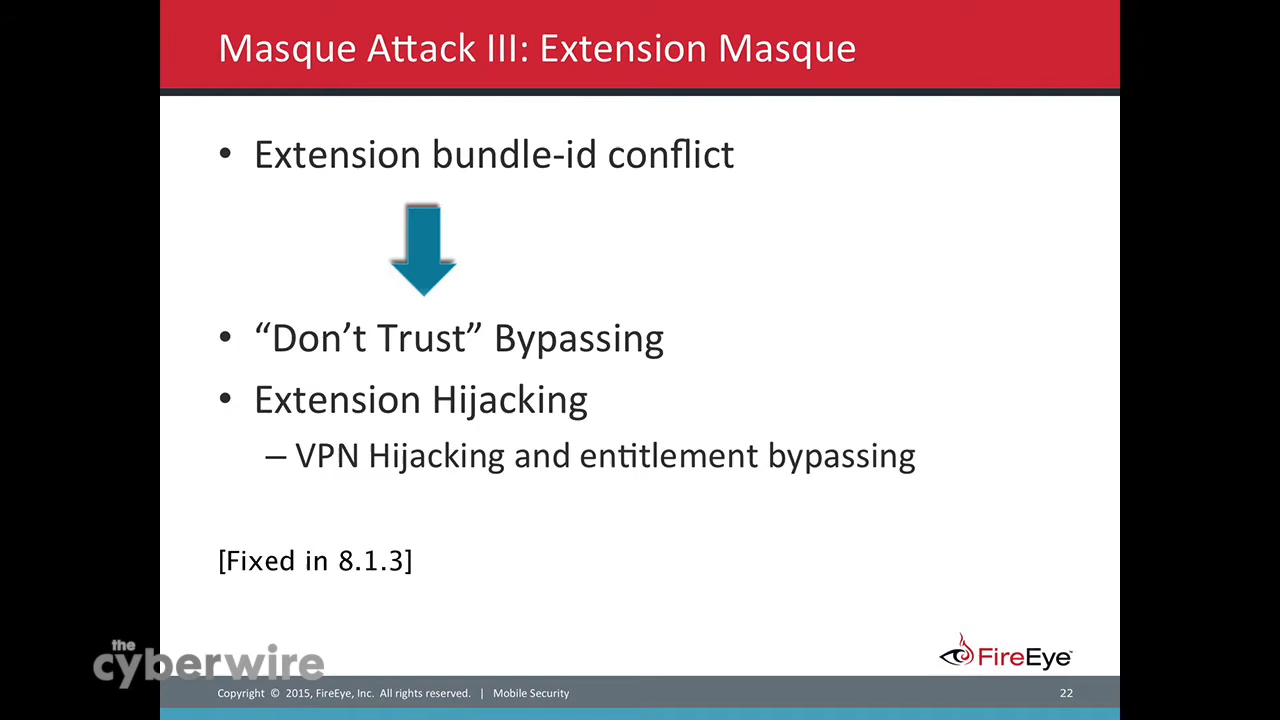 Masque Attack III: Extension Masque
• Extension bundle-id conflict
• “Don’t Trust” Bypassing
• Extension Hijacking
– VPN Hijacking and entitlement bypassing
[Fixed in 8.1.3]
the
cyberwire
FireEye™
Copyright © 2015, FireEye, Inc. All rights reserved. | Mobile Security
22